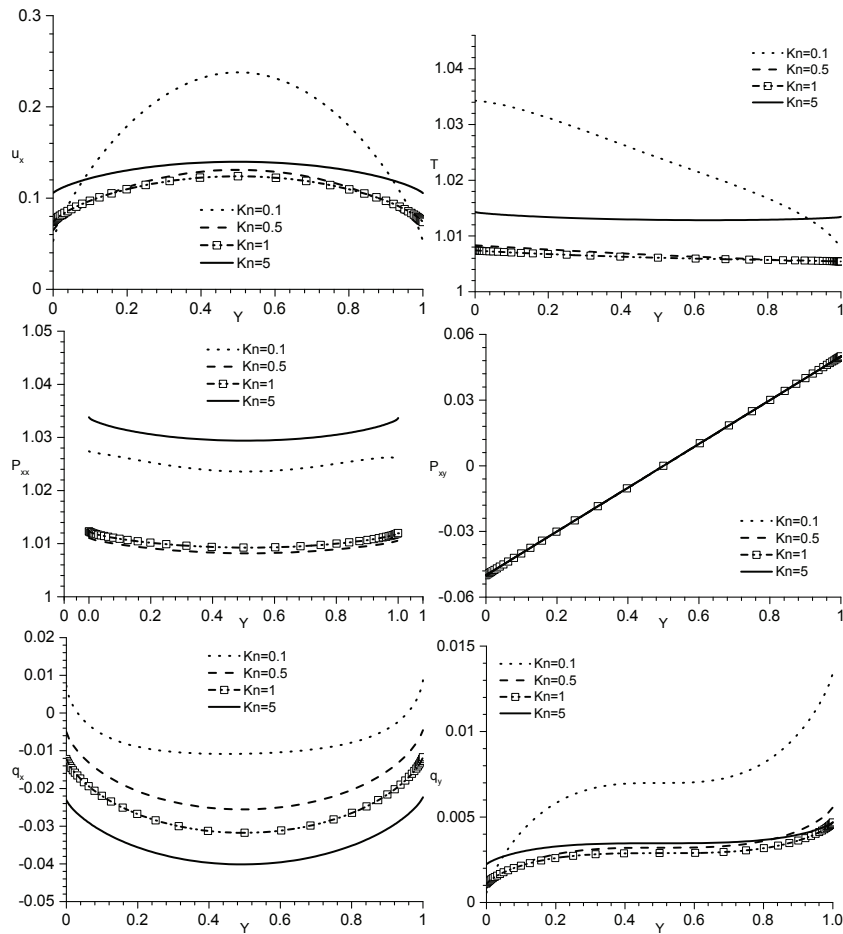 0.3
0.2
0.1
0
u_x
0 0.2 0.4 0.6 0.8 1
Y
Kn=0.1
Kn=0.5
Kn=1
Kn=5
1.04
1.03
1.02
1.01
1
T
0 0.2 0.4 0.6 0.8 1
Y
Kn=0.1
Kn=0.5
Kn=1
Kn=5
1.05
1.04
1.03
1.02
1.01
1
P_xx
0 0.0 0.2 0.4 0.6 0.8 1.0 1
Y
Kn=0.1
Kn=0.5
Kn=1
Kn=5
0.06
0.03
0
-0.03
-0.06
P_xy
0 0.2 0.4 0.6 0.8 1
Y
Kn=0.1
Kn=0.5
Kn=1
Kn=5
0.02
0.01
0
-0.01
-0.02
-0.03
-0.04
-0.05
q_x
0 0.2 0.4 0.6 0.8 1
Y
Kn=0.1
Kn=0.5
Kn=1
Kn=5
0.015
0.01
0.005
0
q_y
0.0 0.2 0.4 0.6 0.8 1.0
Y
Kn=0.1
Kn=0.5
Kn=1
Kn=5